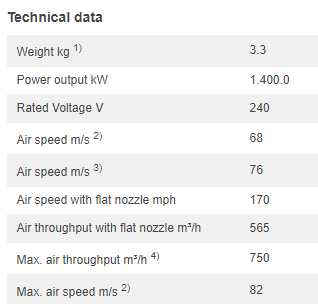 Technical data
Weight kg 1) 3.3
Power output kW 1.400.0
Rated Voltage V 240
Air speed m/s 2) 68
Air speed m/s 3) 76
Air speed with flat nozzle mph 170
Air throughput with flat nozzle m³/h 565
Max. air throughput m³/h 4) 750
Max. air speed m/s 2) 82